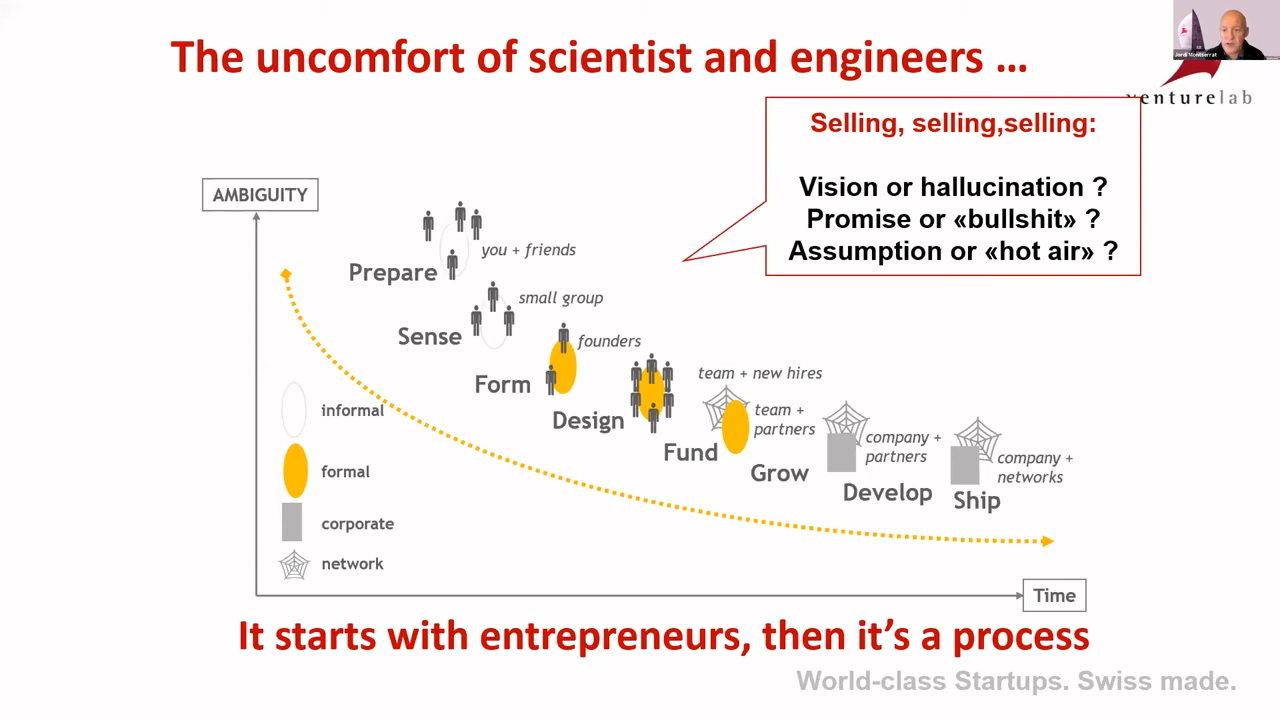 The uncomfort of scientist and engineers ...
Jordi Montserrat
venturelab
Selling, selling,selling:
Vision or hallucination ?
Promise or «bullshit» ?
Assumption or «hot air» ?
AMBIGUITY
you + friends
Prepare
small group
Sense
founders
Form
team + new hires
Design
team +
partners
Fund
company +
partners
Grow
company +
networks
Develop
Ship
informal
formal
corporate
network
Time
It starts with entrepreneurs, then it's a process
World-class Startups. Swiss made.